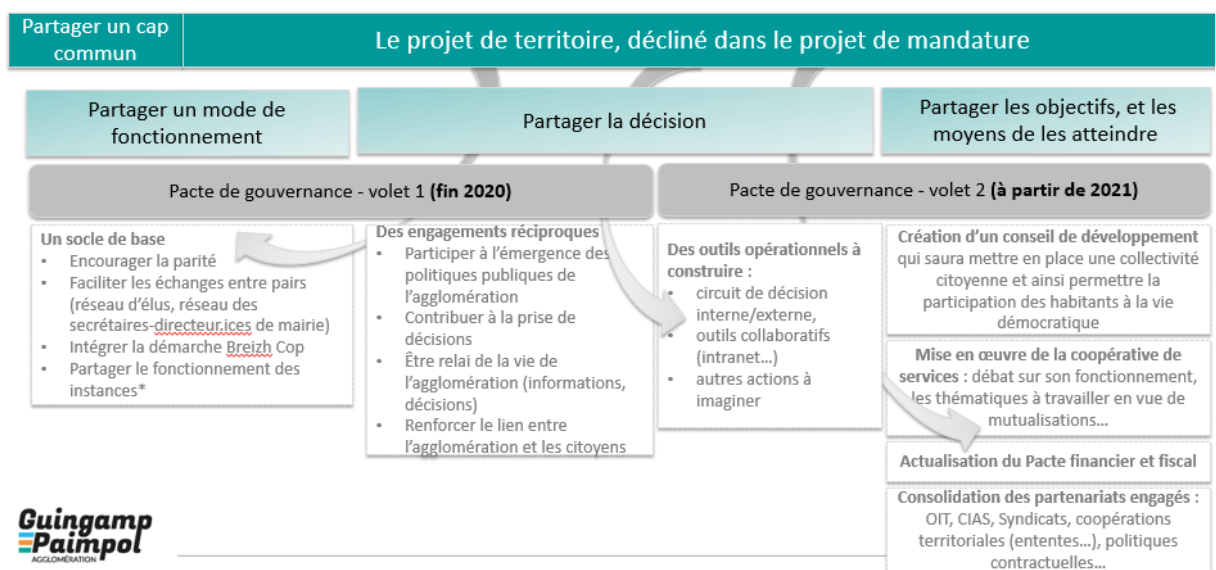 Partager un cap
commun
Le projet de territoire, décliné dans le projet de mandature
Partager un mode de
fonctionnement
Partager la décision
Partager les objectifs, et les
moyens de les atteindre
Pacte de gouvernance - volet 1 (fin 2020)
Pacte de gouvernance - volet 2 (à partir de 2021)
Un socle de base
• Encourager la parité
• Faciliter les échanges entre pairs
(réseau d'élus, réseau des
secrétaires-directeur.ices de mairie)
• Intégrer la démarche Breizh Cop
• Partager le fonctionnement des
instances*
Des engagements réciproques
• Participer à l'émergence des
politiques publiques de
l'agglomération
• Contribuer à la prise de
décisions
• Être relai de la vie de
l'agglomération (informations,
décisions)
• Renforcer le lien entre
l'agglomération et les citoyens
Des outils opérationnels à
construire :
• circuit de décision
interne/externe,
• outils collaboratifs
(intranet…)
• autres actions à
imaginer
Création d'un conseil de développement
qui saura mettre en place une collectivité
citoyenne et ainsi permettre la
participation des habitants à la vie
démocratique
Mise en œuvre de la coopérative de
services : débat sur son fonctionnement,
les thématiques à travailler en vue de
mutualisations…
Actualisation du Pacte financier et fiscal
Consolidation des partenariats engagés :
OIT, CIAS, Syndicats, coopérations
territoriales (ententes…), politiques
contractuelles…
Guingamp
Paimpol
AGGLOMÉRATION